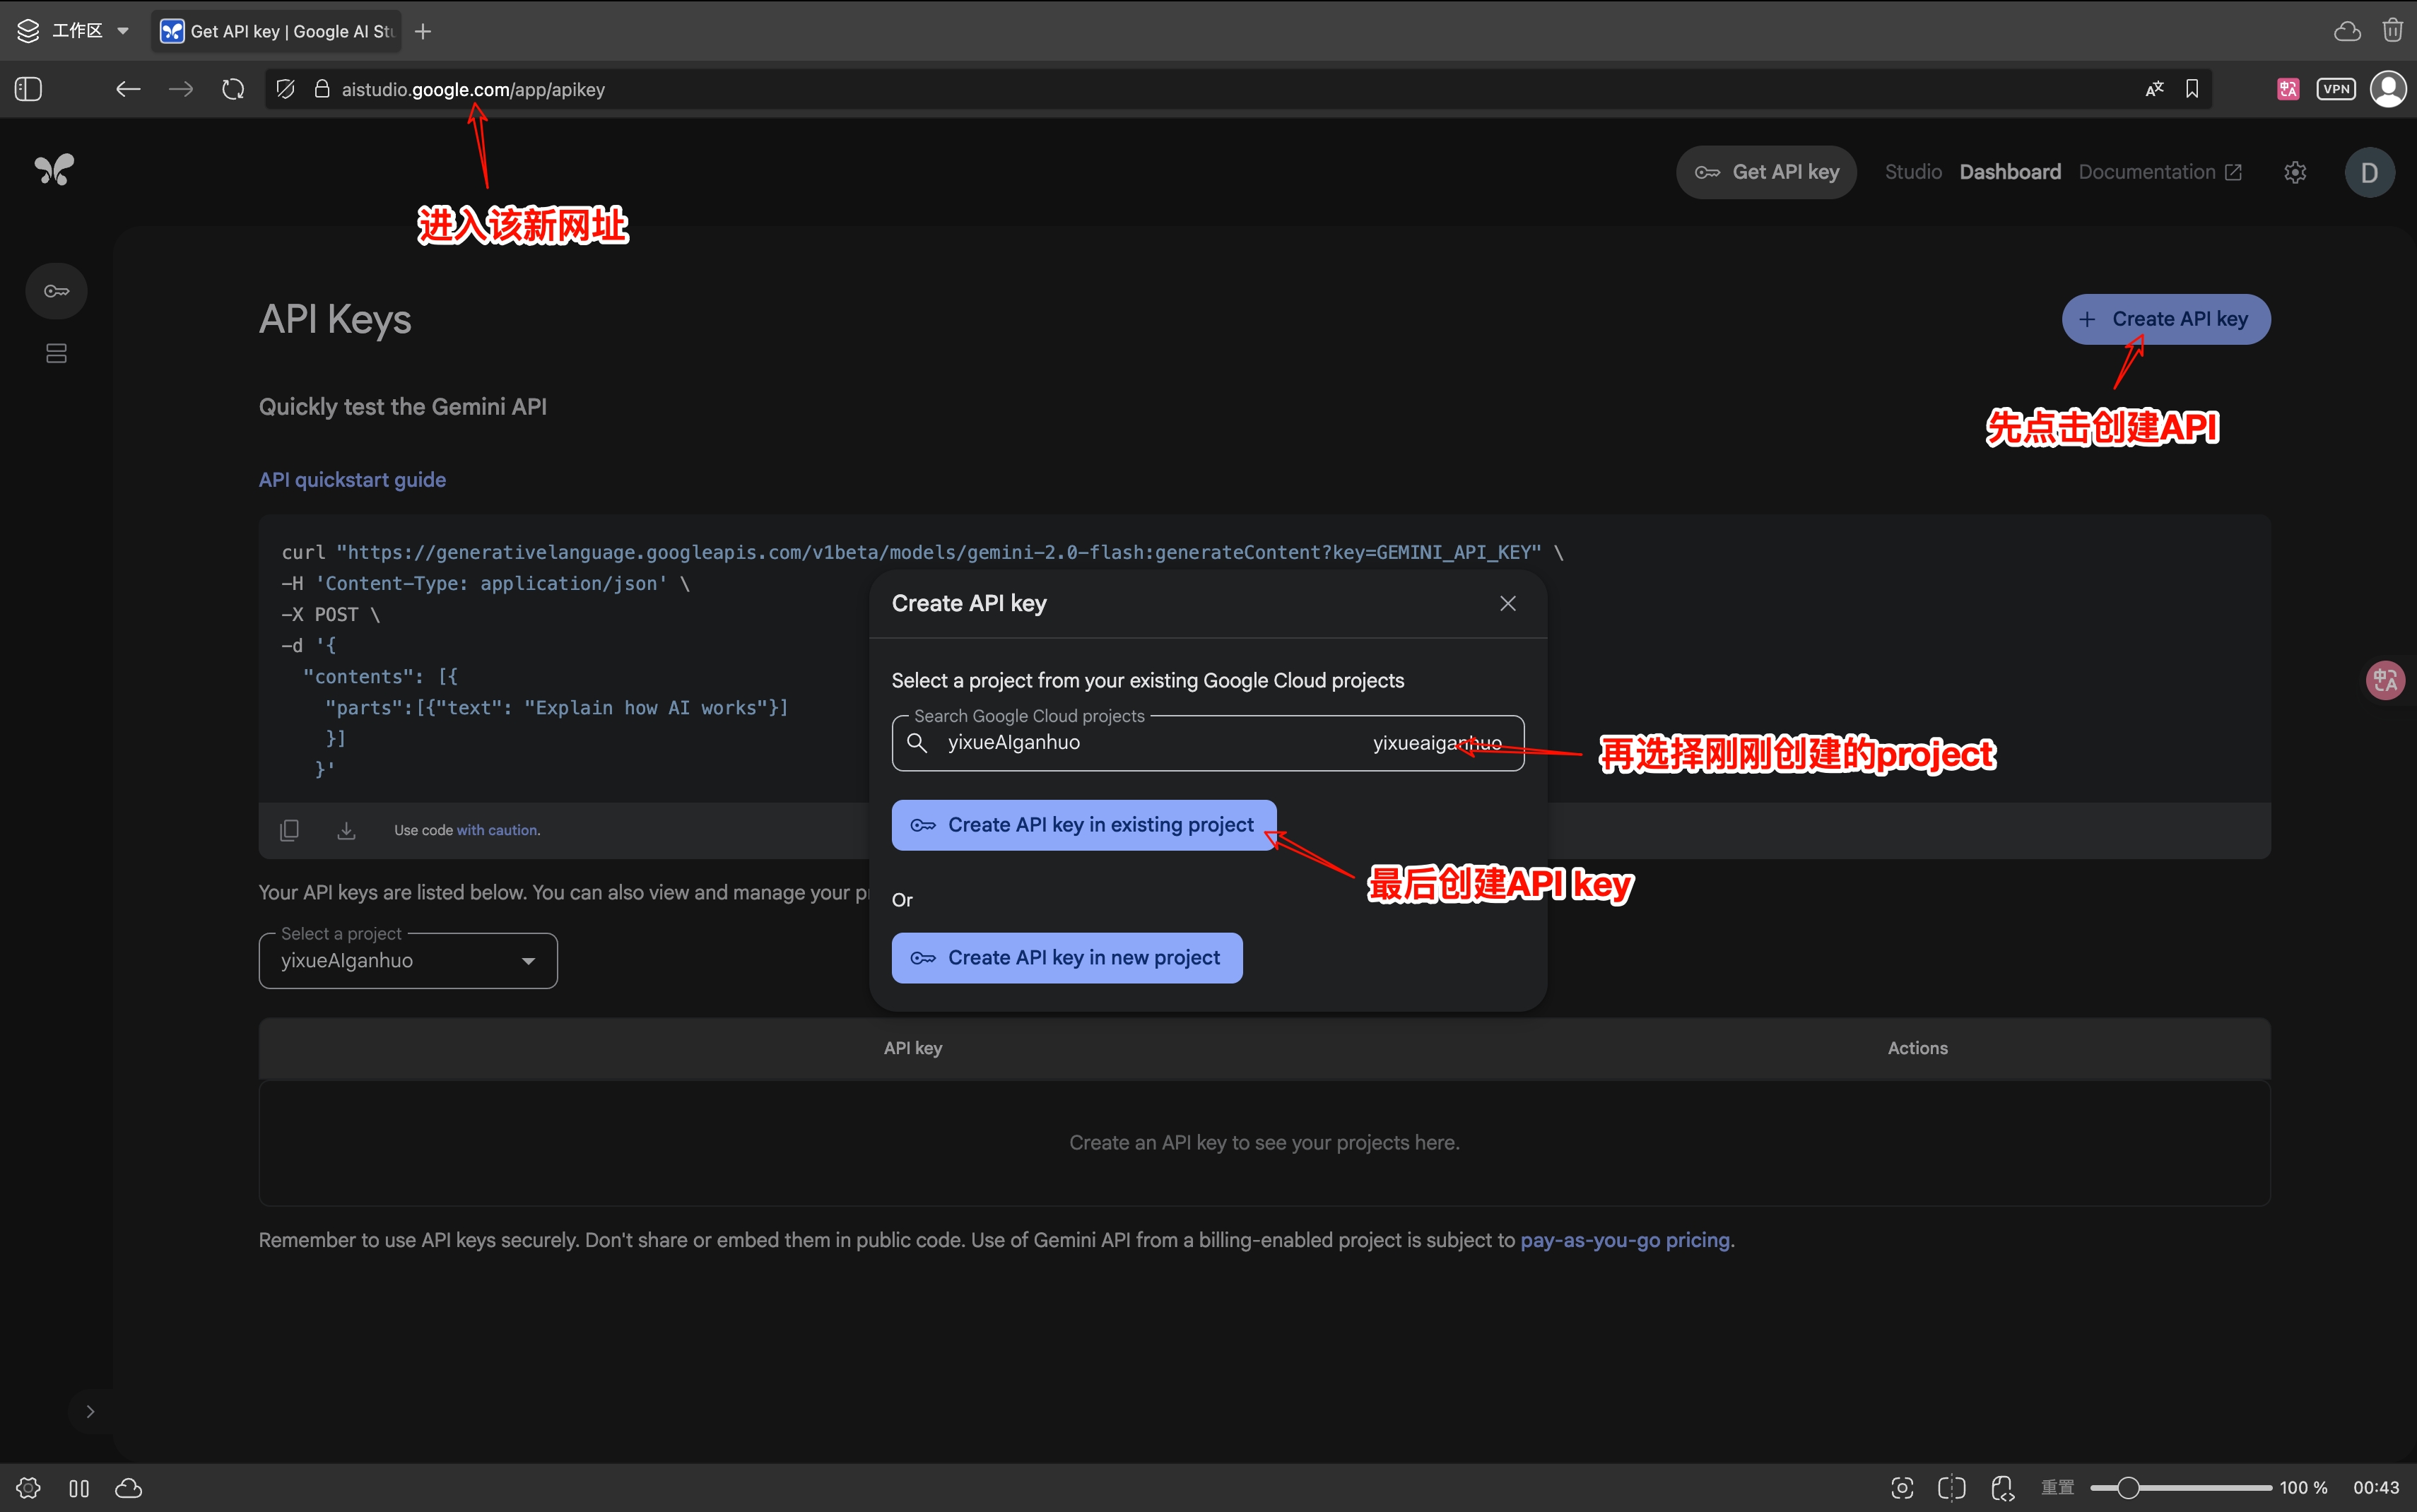 工作区
Get API key | Google AI Stu
aistudio.google.com/app/apikey
VPN
进入该新网址
Get API key
Studio
Dashboard
Documentation
D
API Keys
Create API key
先点击创建API
Quickly test the Gemini API
API quickstart guide
curl "https://generativelanguage.googleapis.com/v1beta/models/gemini-2.0-flash:generateContent?key=GEMINI_API_KEY" \
-H 'Content-Type: application/json' \
-X POST \
-d '{
"contents": [{
"parts":[{"text": "Explain how AI works"}]
}]
}'
Use code with caution.
Create API key
Select a project from your existing Google Cloud projects
Search Google Cloud projects
yixueAIganhuo
yixueaiganhuo
再选择刚刚创建的project
Create API key in existing project
最后创建API key
Or
Create API key in new project
Your API keys are listed below. You can also view and manage your pr
Select a project
yixueAIganhuo
API key
Actions
Create an API key to see your projects here.
Remember to use API keys securely. Don't share or embed them in public code. Use of Gemini API from a billing-enabled project is subject to pay-as-you-go pricing.
重置
100 %
00:43